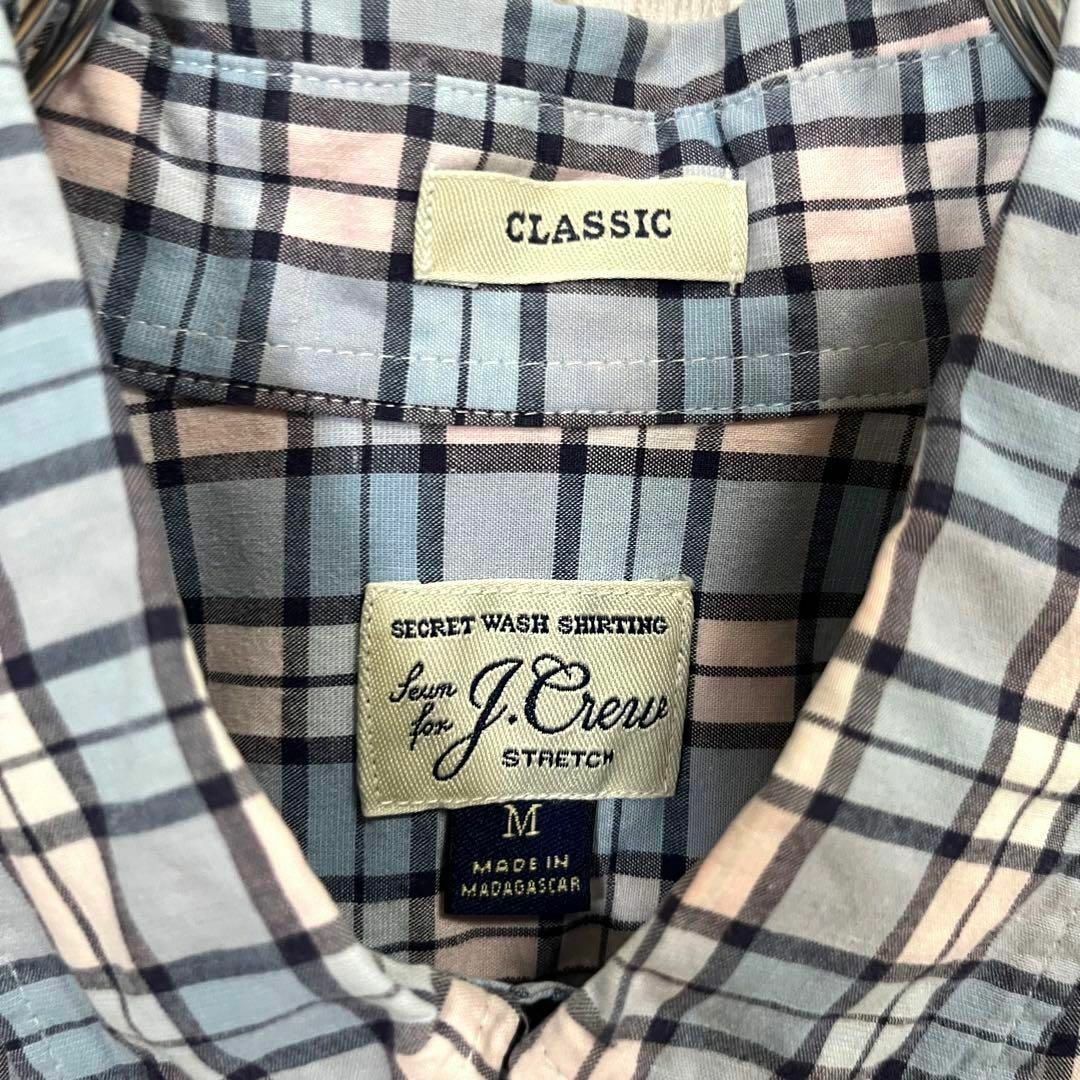 CLASSIC
SECRET WASH SHIRTING
Sewn for J.Crew
STRETCH
M
MADE IN
MADAGASCAR